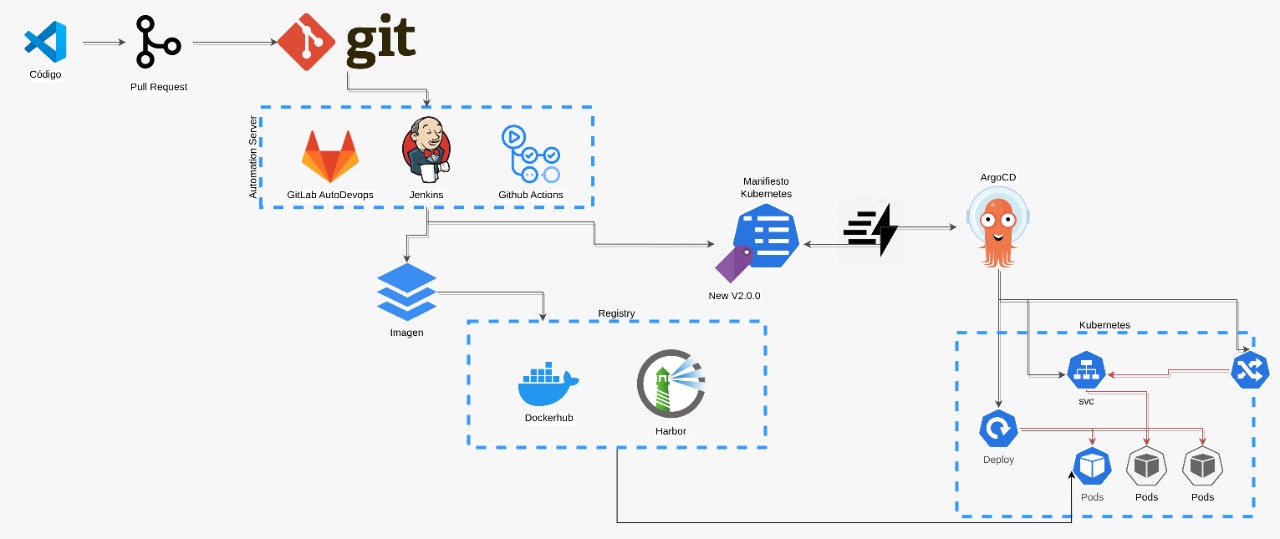 Código
Pull Request
git
Automation Server
GitLab AutoDevops
Jenkins
Github Actions
Manifiesto
Kubernetes
New V2.0.0
ArgoCD
Imagen
Registry
Dockerhub
Harbor
Kubernetes
svc
Deploy
Pods
Pods
Pods